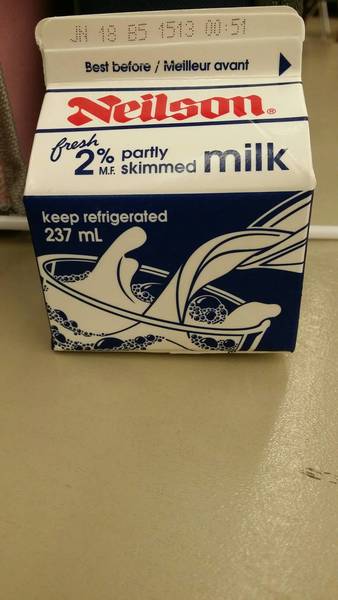 JN 18 B5 1513 00:51
Best before / Meilleur avant
Neilson®
fresh
2% M.F. partly skimmed milk
keep refrigerated
237 mL